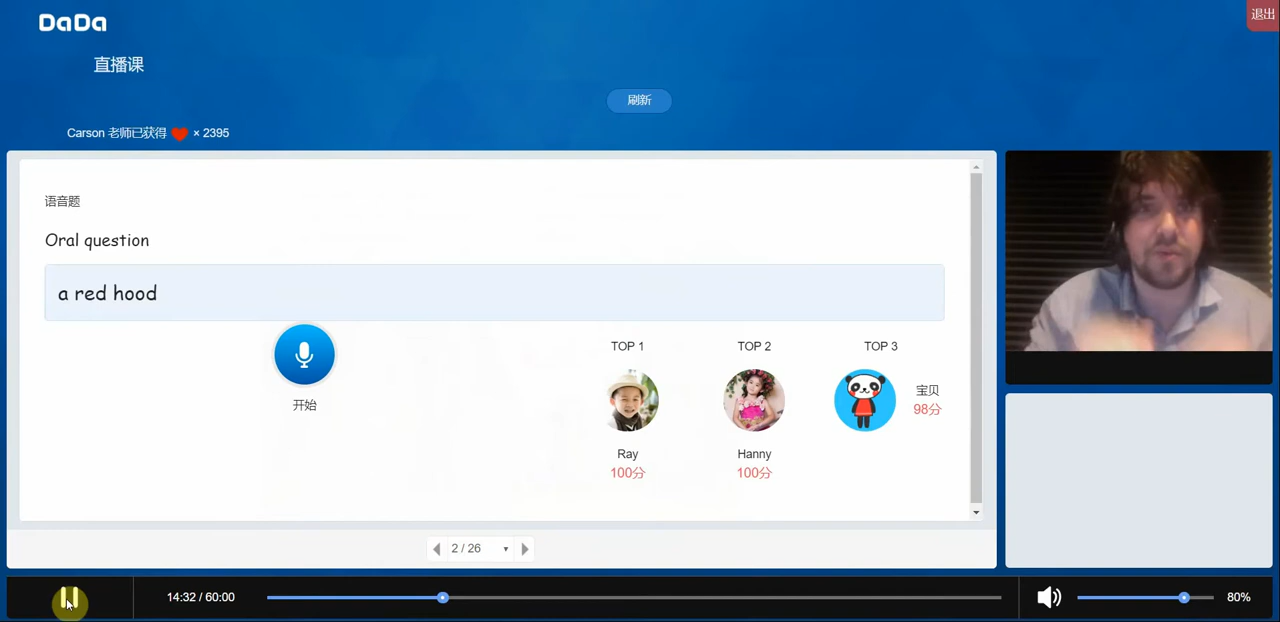 DaDa
退出
直播课
刷新
Carson 老师已获得 × 2395
语音题
Oral question
a red hood
开始
TOP 1
TOP 2
TOP 3
宝贝
98分
Ray
Hanny
100分
100分
2 / 26
14:32 / 60:00
80%